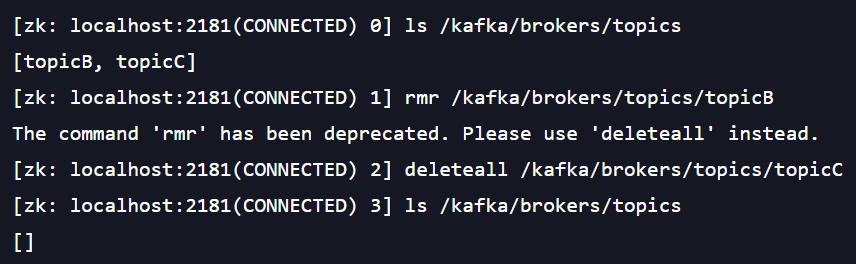 [zk: localhost:2181(CONNECTED) 0] ls /kafka/brokers/topics
[topicB, topicC]
[zk: localhost:2181(CONNECTED) 1] rmr /kafka/brokers/topics/topicB
The command 'rmr' has been deprecated. Please use 'deleteall' instead.
[zk: localhost:2181(CONNECTED) 2] deleteall /kafka/brokers/topics/topicC
[zk: localhost:2181(CONNECTED) 3] ls /kafka/brokers/topics
[]